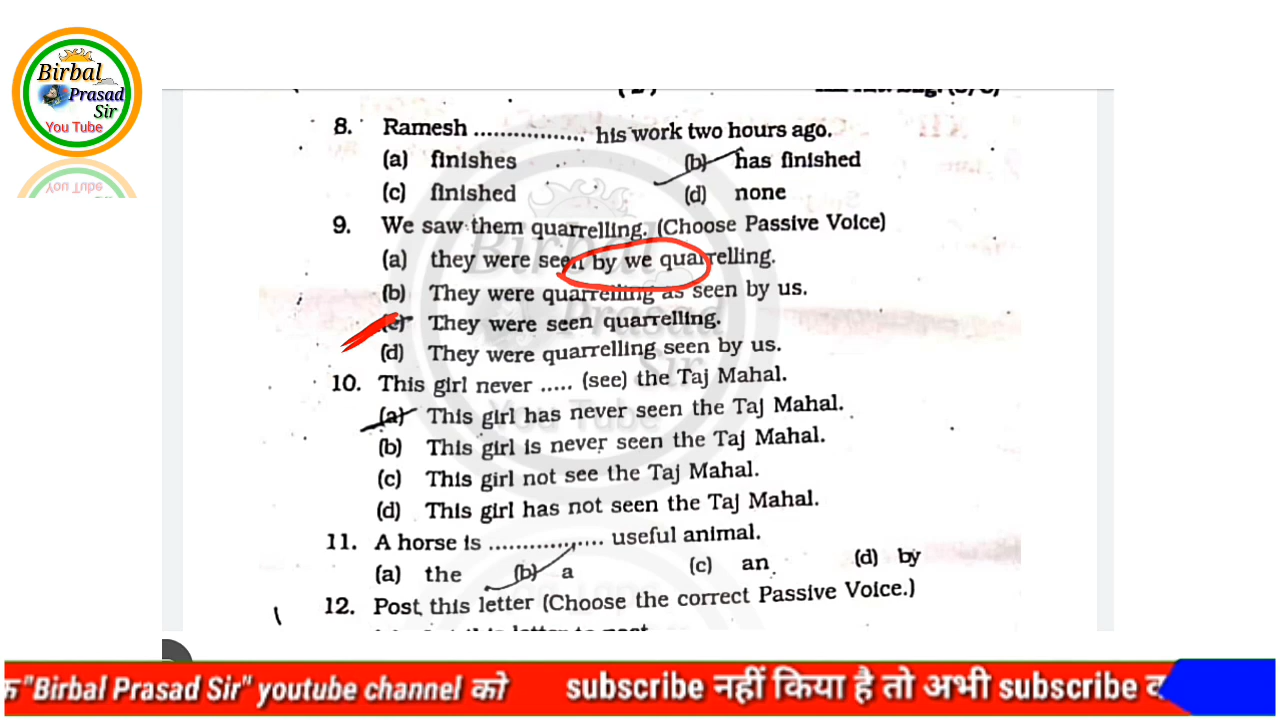 Birbal
Prasad
Sir
You Tube
8. Ramesh ................. his work two hours ago.
(a) finishes (b) has finished
(c) finished (d) none
9. We saw them quarrelling. (Choose Passive Voice)
(a) they were seen by we quarrelling.
(b) They were quarrelling as seen by us.
(c) They were seen quarrelling.
(d) They were quarrelling seen by us.
10. This girl never ..... (see) the Taj Mahal.
(a) This girl has never seen the Taj Mahal.
(b) This girl is never seen the Taj Mahal.
(c) This girl not see the Taj Mahal.
(d) This girl has not seen the Taj Mahal.
11. A horse is .................. useful animal.
(a) the (b) a (c) an (d) by
12. Post this letter (Choose the correct Passive Voice.)
Birbal
Prasad
Sir
You Tube
"Birbal Prasad Sir" youtube channel को subscribe नहीं किया है तो अभी subscribe